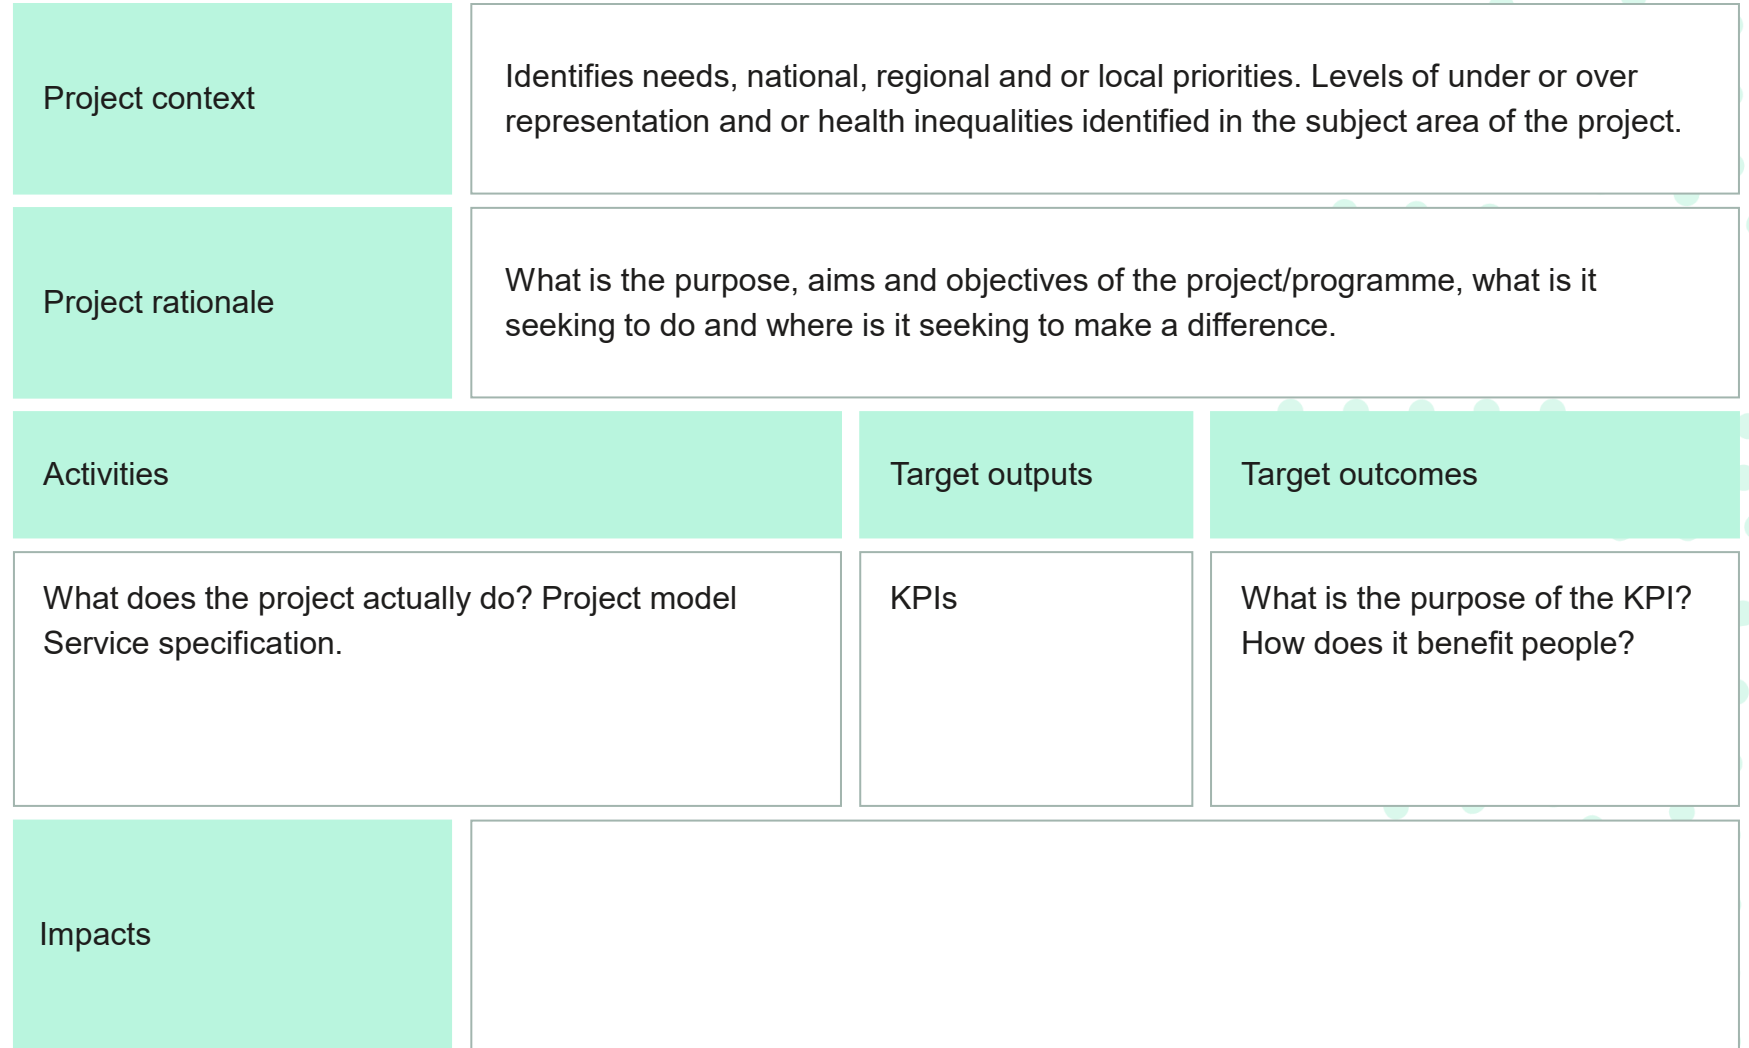 Project context
Identifies needs, national, regional and or local priorities. Levels of under or over
representation and or health inequalities identified in the subject area of the project.
Project rationale
What is the purpose, aims and objectives of the project/programme, what is it
seeking to do and where is it seeking to make a difference.
Activities
Target outputs
Target outcomes
What does the project actually do? Project model
Service specification.
KPIs
What is the purpose of the KPI?
How does it benefit people?
Impacts